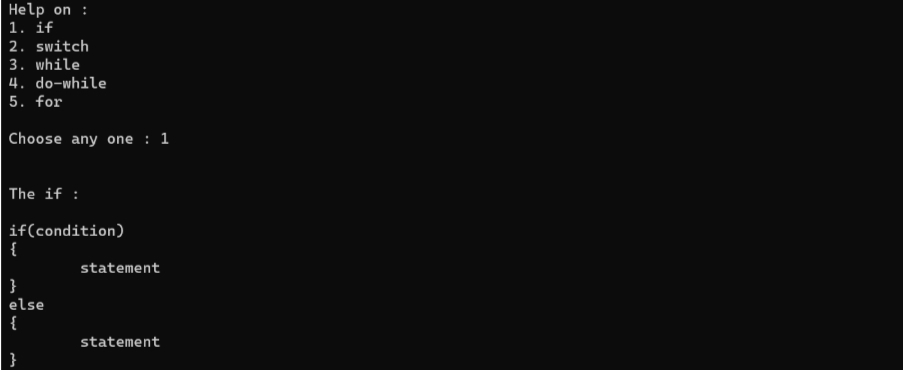 Help on :
1. if
2. switch
3. while
4. do-while
5. for
Choose any one : 1
The if :
if(condition)
{
        statement
}
else
{
        statement
}